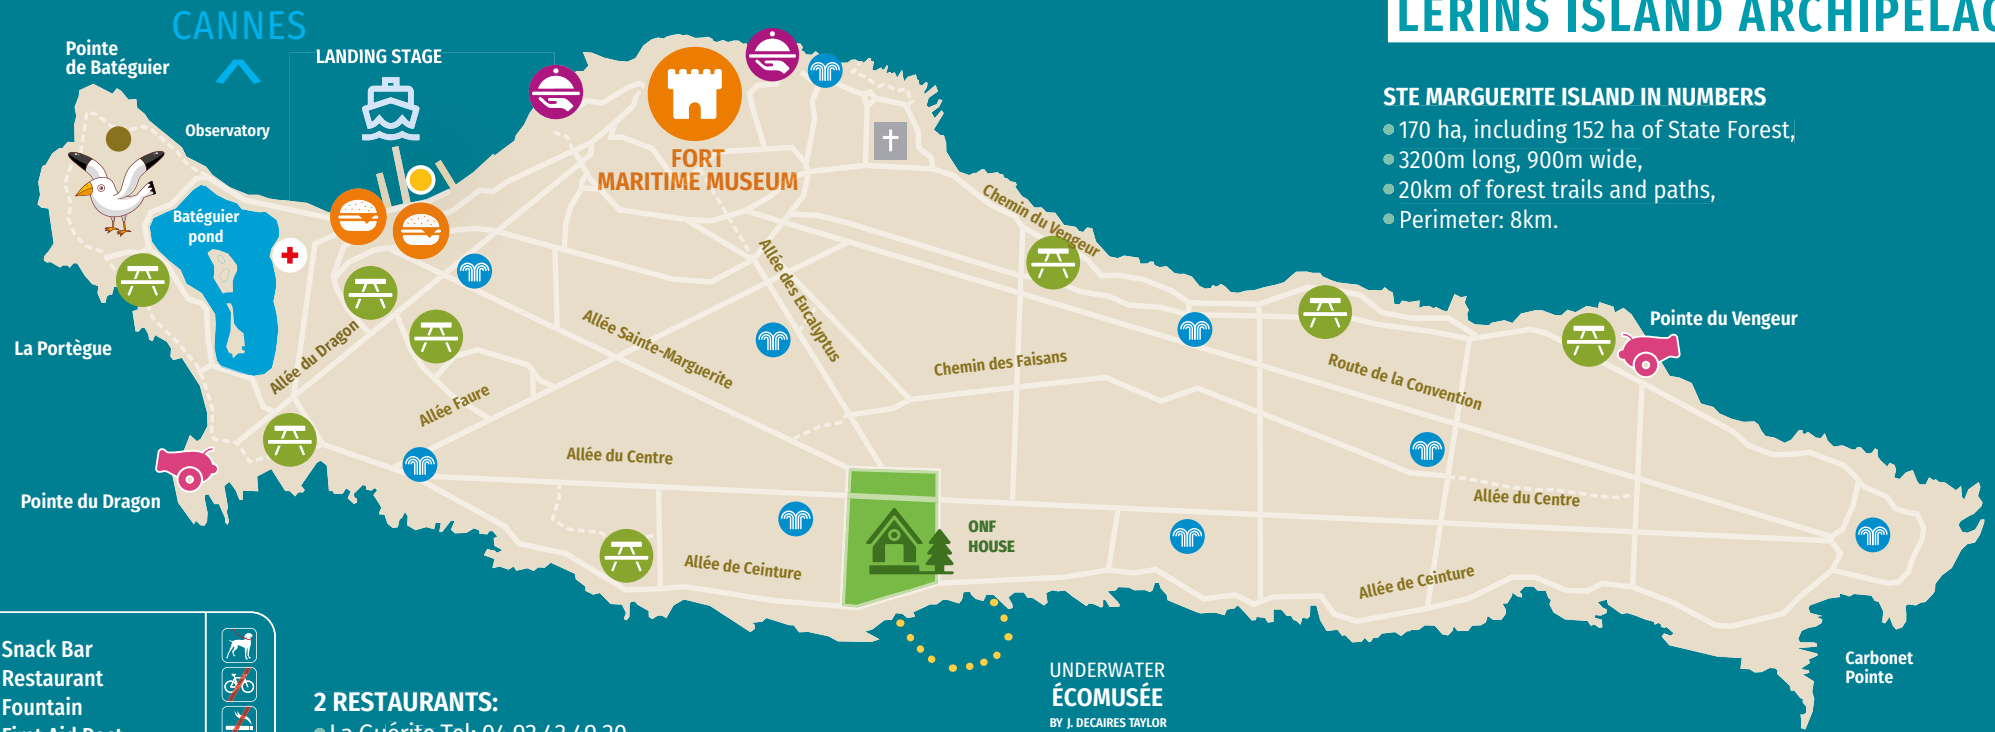 CANNES
LERINS ISLAND
Pointe
de Batéguier
LANDING STAGE
Observatory
STE MARGUERITE ISLAND IN NUMBERS
170 ha, including 152 ha of State Forest,
3200m long, 900m wide,
20km of forest trails and paths,
Perimeter: 8km.
FORT
MARITIME MUSEUM
Batéguier
pond
Chemin du Vengeur
Allée des Eucalyptus
La Portègue
Allée du Dragon
Allée Sainte-Marguerite
Pointe du Vengeur
Chemin des Faisans
Route de la Convention
Allée Faure
Allée du Centre
Pointe du Dragon
Allée du Centre
ONF
HOUSE
Allée de Ceinture
Allée de Ceinture
Snack Bar
Restaurant
Fountain
2 RESTAURANTS:
UNDERWATER
ÉCOMUSÉE
BY J. DECAIRES TAYLOR
Carbonet
Pointe